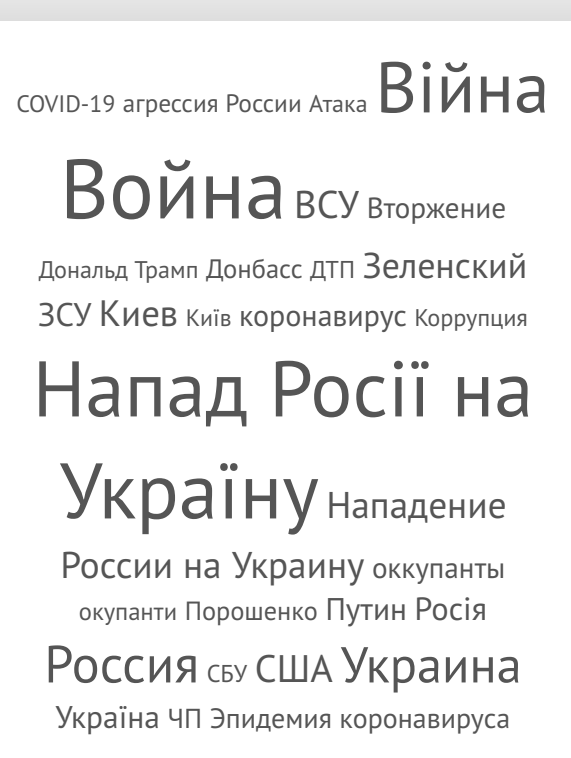 COVID-19 агрессия России Атака Війна
Война ВСУ Вторжение
Дональд Трамп Донбасс ДТП Зеленский
ЗСУ Киев Київ коронавирус Коррупция
Напад Росії на
Україну Нападение
России на Украину оккупанты
окупанти Порошенко Путин Росія
Россия СБУ США Украина
Україна ЧП Эпидемия коронавируса